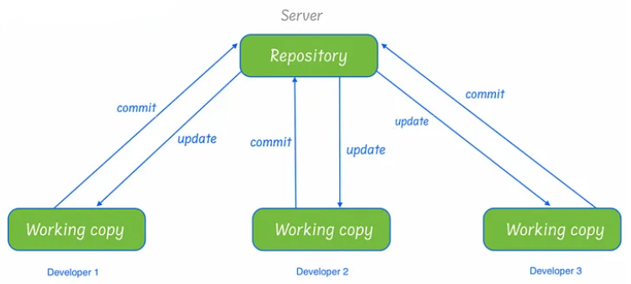 Server
Repository
commit
update
commit
update
update
commit
Working copy
Working copy
Working copy
Developer 1
Developer 2
Developer 3